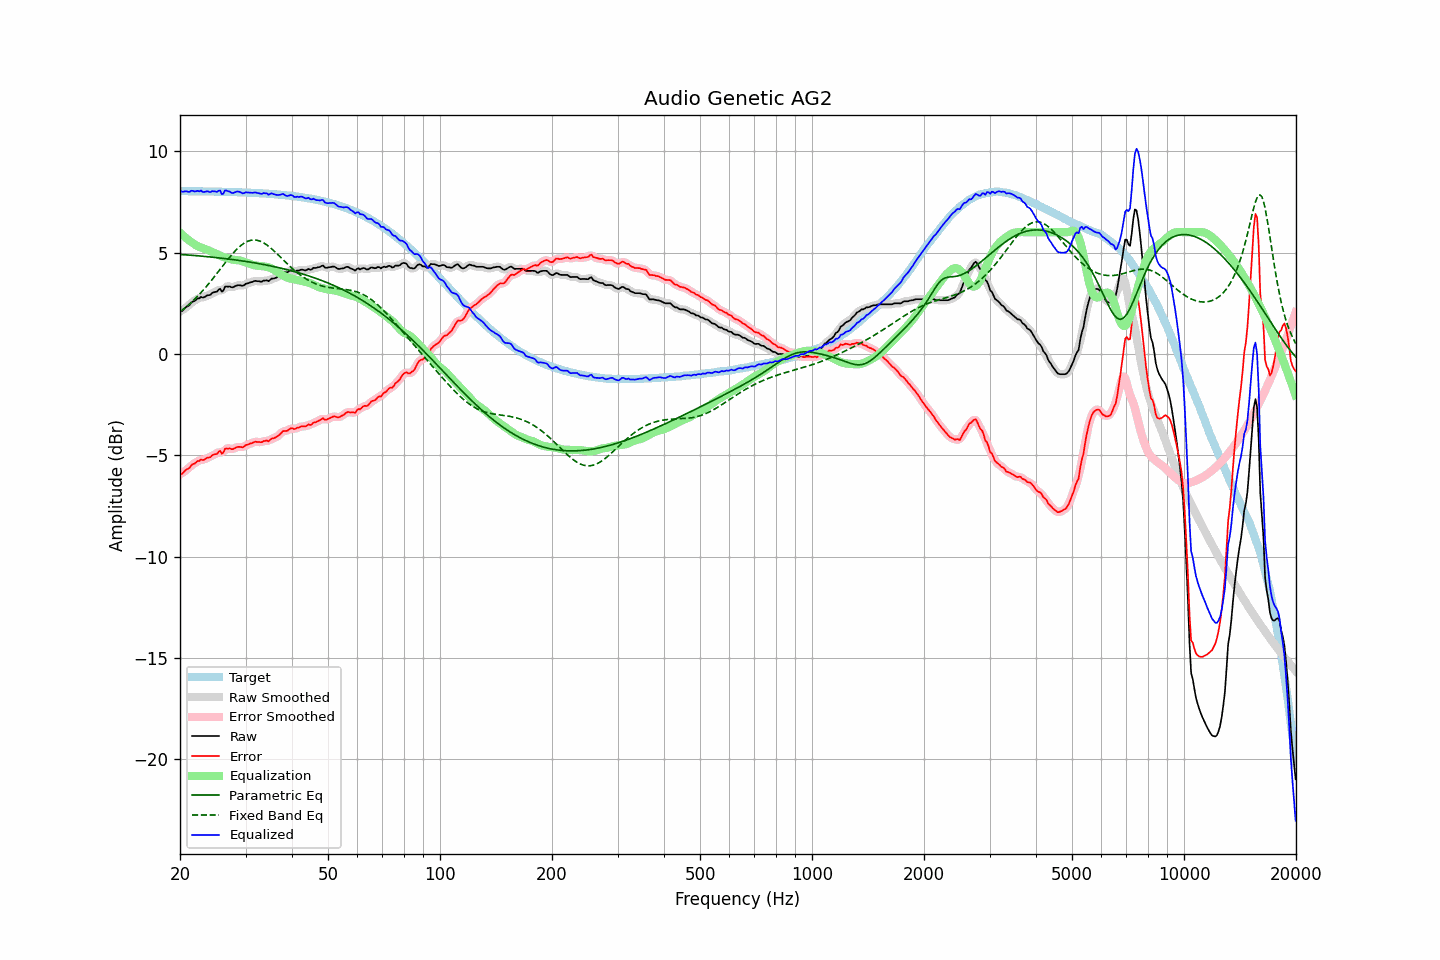 Audio Genetic AG2
Amplitude (dBr)
10
5
0
−5
−10
−15
−20
Target
Raw Smoothed
Error Smoothed
Raw
Error
Equalization
Parametric Eq
Fixed Band Eq
Equalized
20 50 100 200 500 1000 2000 5000 10000 20000
Frequency (Hz)